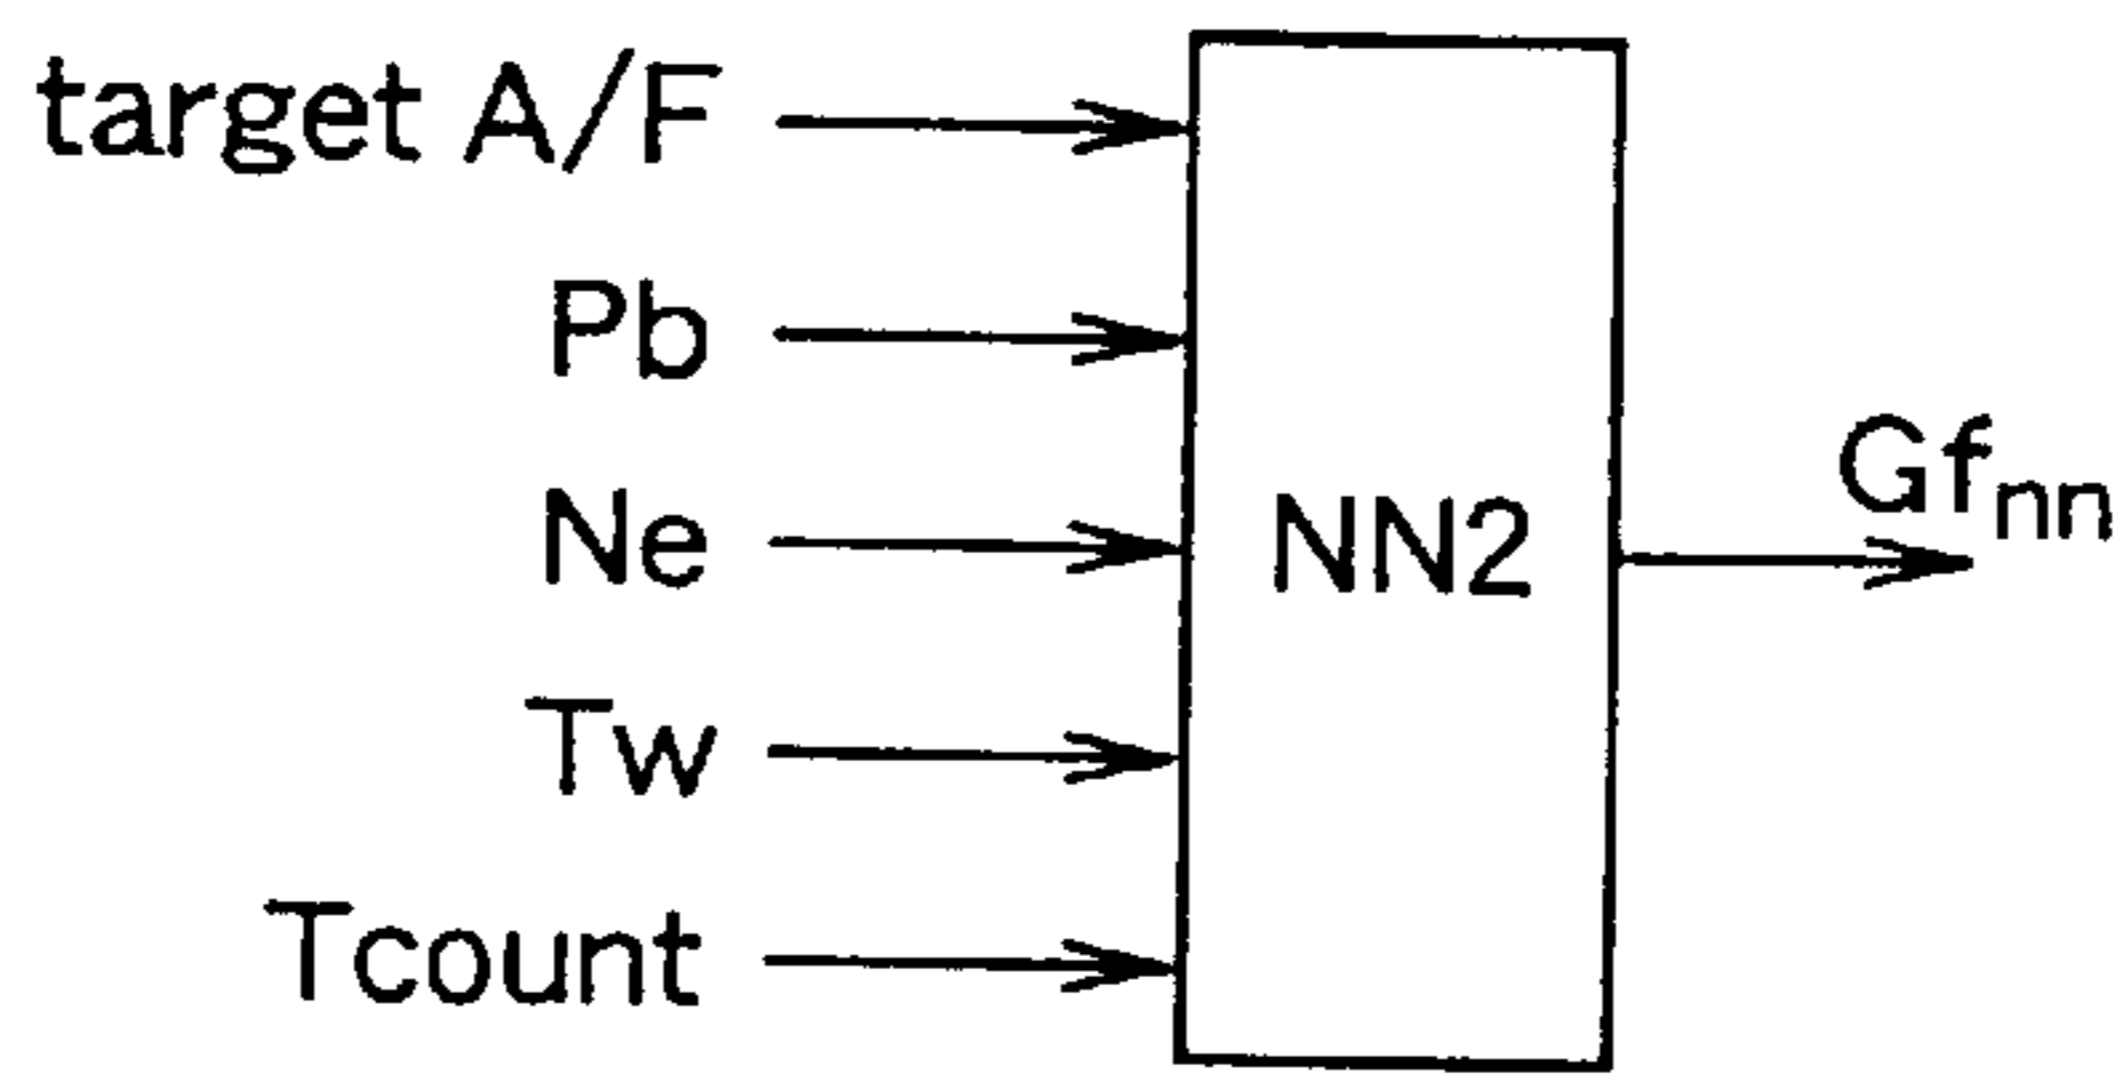 target A/F
Pb
Ne
Tw
Tcount
NN2
Gfnn